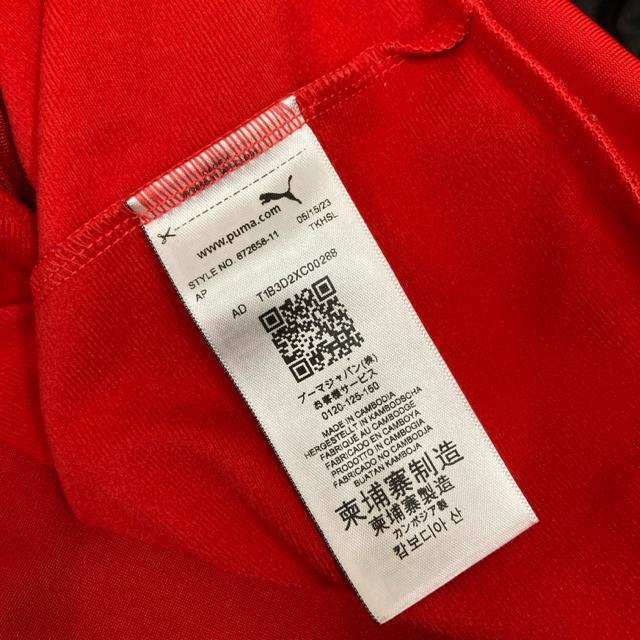 www.puma.com
05/15/23
STYLE NO. 672658-11
TKHSL
AP
AD T1B3D2XC00288
プーマジャパン(株)
お客様サービス
0120-125-150
MADE IN CAMBODIA
HERGESTELLT IN KAMBODSCHA
FABRIQUE AU CAMBODGE
FABRICADO EN CAMBOYA
PRODOTTO IN CAMBOGIA
FABRICADO NO CAMBODJA
BUATAN KAMBOJA
柬埔寨制造
柬埔寨製造
カンボジア製
캄보디아 산